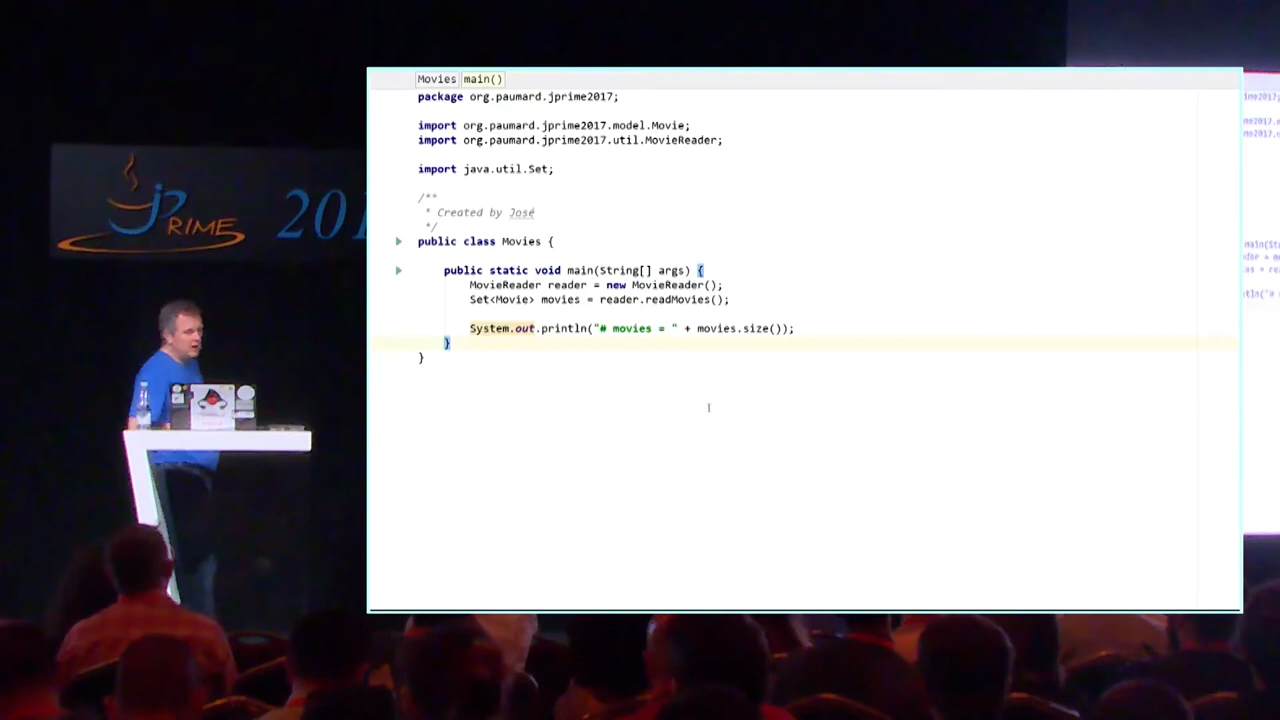 Movies main()
package org.paumard.jprime2017;
import org.paumard.jprime2017.model.Movie;
import org.paumard.jprime2017.util.MovieReader;
import java.util.Set;
/**
* Created by José
*/
public class Movies {
public static void main(String[] args) {
MovieReader reader = new MovieReader();
Set<Movie> movies = reader.readMovies();
System.out.println("# movies = " + movies.size());
}
}
jPRIME 201